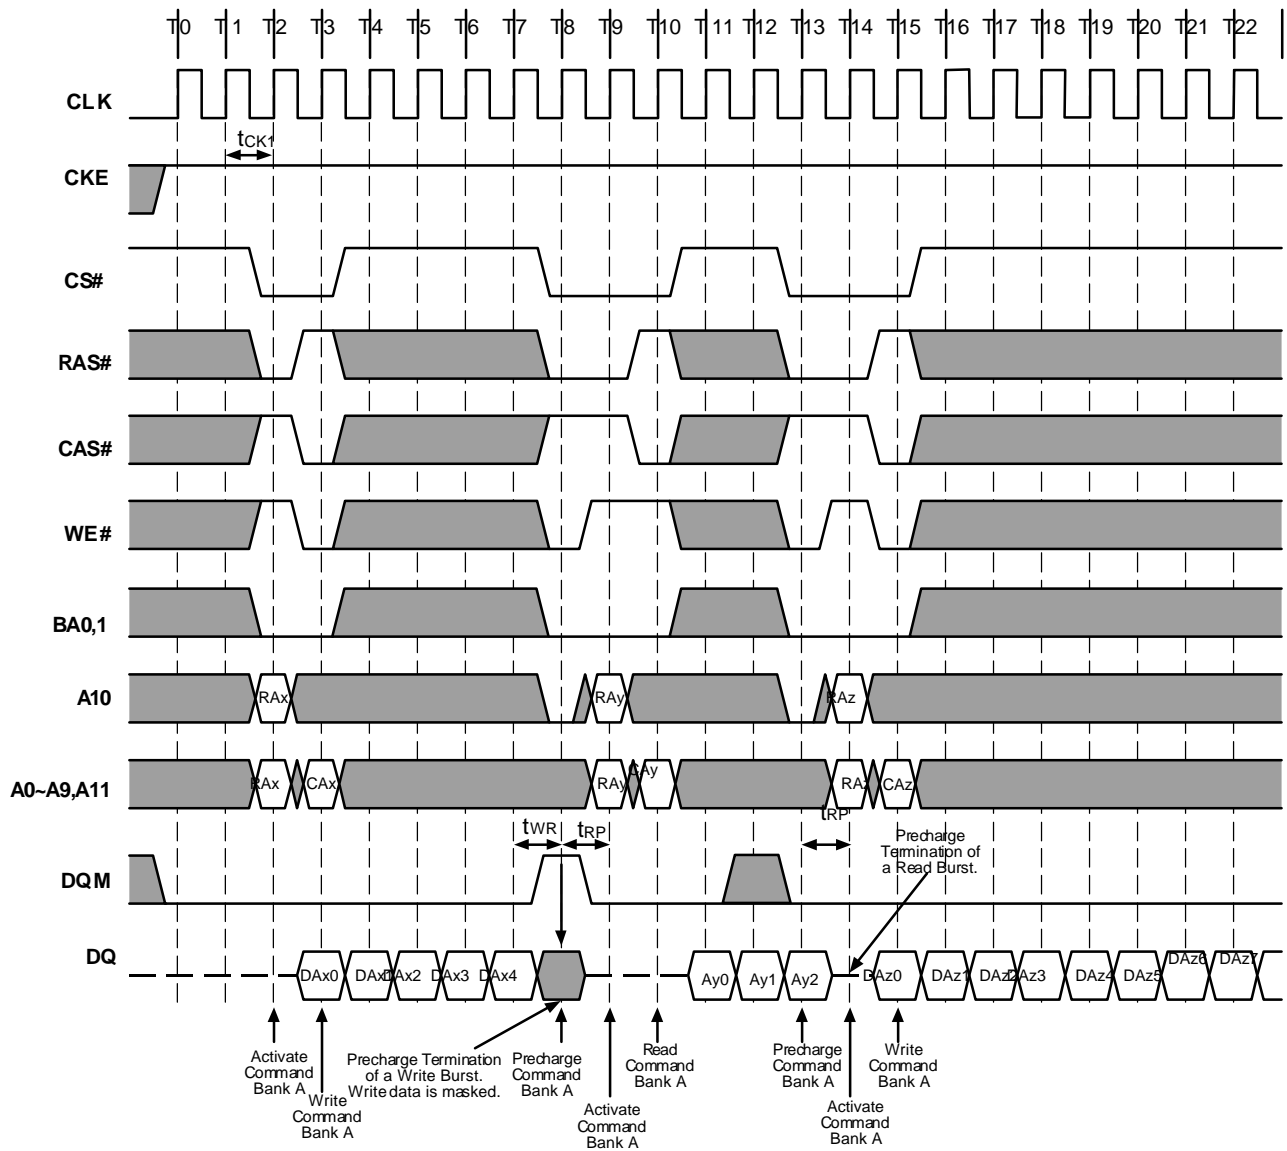 T0 T1 T2 T3 T4 T5 T6 T7 T8 T9 T10 T11 T12 T13 T14 T15 T16 T17 T18 T19 T20 T21 T22
CLK
tCK1
CKE
CS#
RAS#
CAS#
WE#
BA0,1
A10
RAx RAy RAz
A0~A9,A11
RAx CAx RAy CAy RAz CAz
tWR tRP tRP
Precharge
Termination of
a Read Burst.
DQM
DQ
DAx0 DAx1 DAx2 DAx3 DAx4 Ay0 Ay1 Ay2 DAz0 DAz1 DAz2 DAz3 DAz4 DAz5 DAz6 DAz7
Activate
Command
Bank A
Write
Command
Bank A
Precharge Termination
of a Write Burst.
Write data is masked.
Precharge
Command
Bank A
Activate
Command
Bank A
Read
Command
Bank A
Precharge
Command
Bank A
Activate
Command
Bank A
Write
Command
Bank A